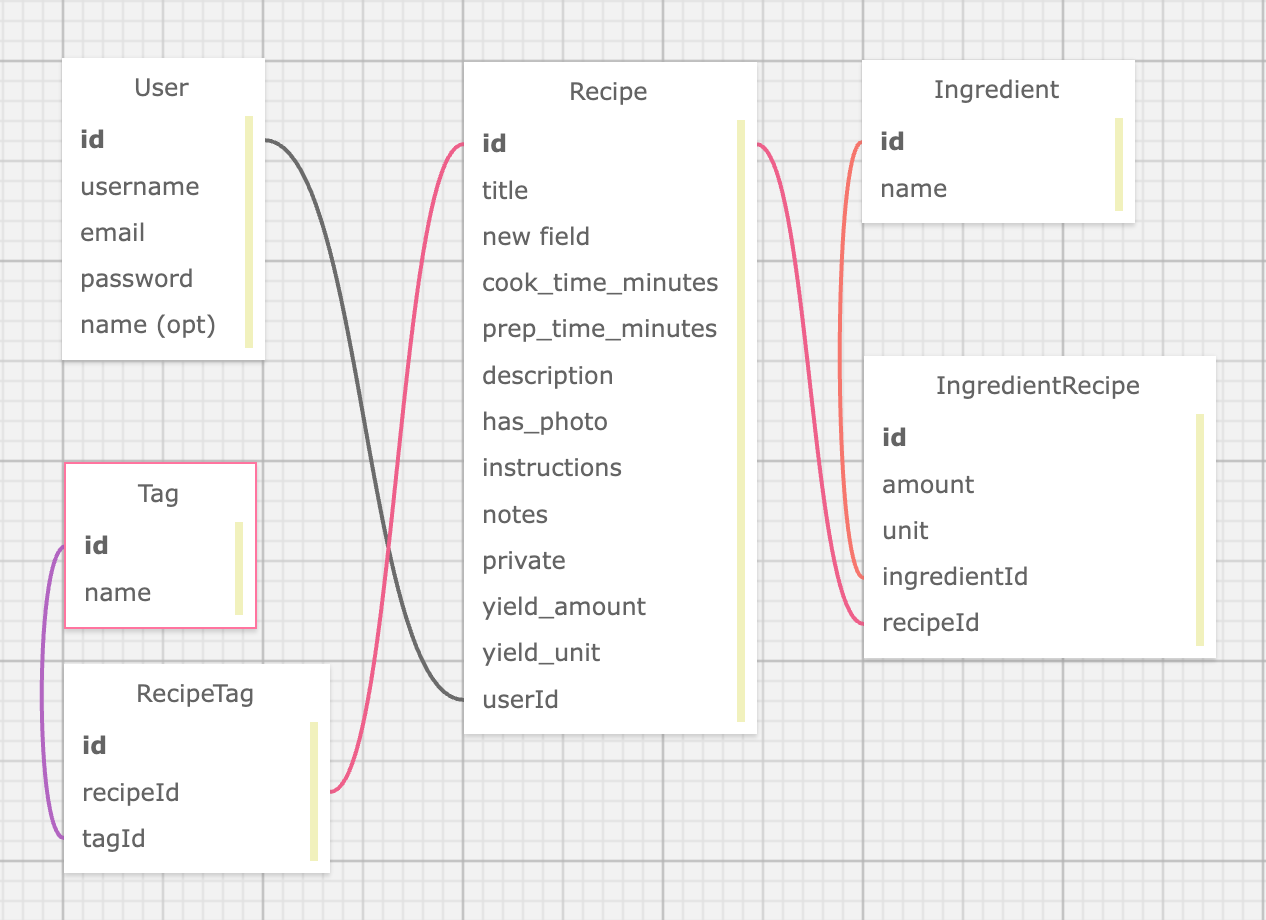 User
id
username
email
password
name (opt)
Tag
id
name
RecipeTag
id
recipeId
tagId
Recipe
id
title
new field
cook_time_minutes
prep_time_minutes
description
has_photo
instructions
notes
private
yield_amount
yield_unit
userId
Ingredient
id
name
IngredientRecipe
id
amount
unit
ingredientId
recipeId